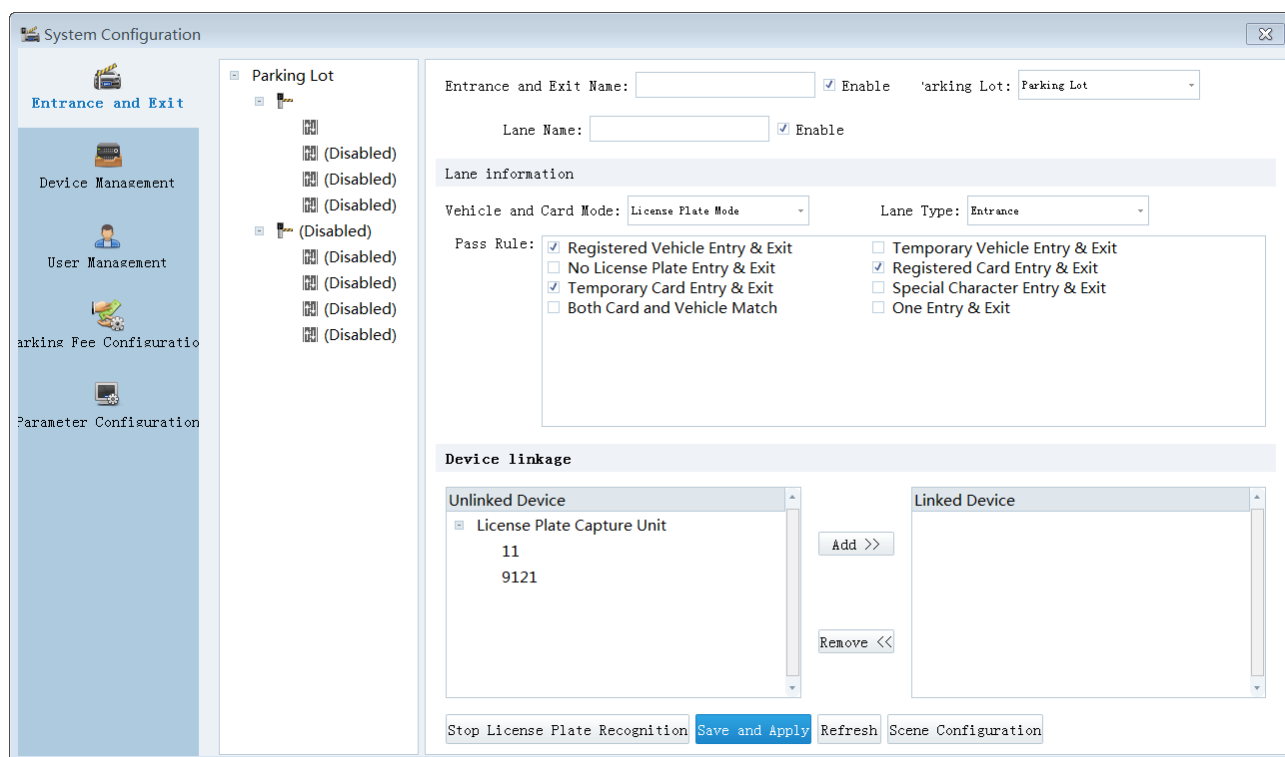 System Configuration
Entrance and Exit
Device Management
User Management
arking Fee Configuratio
Parameter Configuration
Parking Lot
(Disabled)
(Disabled)
(Disabled)
(Disabled)
(Disabled)
(Disabled)
(Disabled)
(Disabled)
Entrance and Exit Name: Enable 'arking Lot: Parking Lot
Lane Name: Enable
Lane information
Vehicle and Card Mode: License Plate Mode Lane Type: Entrance
Pass Rule: Registered Vehicle Entry & Exit Temporary Vehicle Entry & Exit
No License Plate Entry & Exit Registered Card Entry & Exit
Temporary Card Entry & Exit Special Character Entry & Exit
Both Card and Vehicle Match One Entry & Exit
Device linkage
Unlinked Device
License Plate Capture Unit
11
9121
Add >>
Remove <<
Linked Device
Stop License Plate Recognition Save and Apply Refresh Scene Configuration